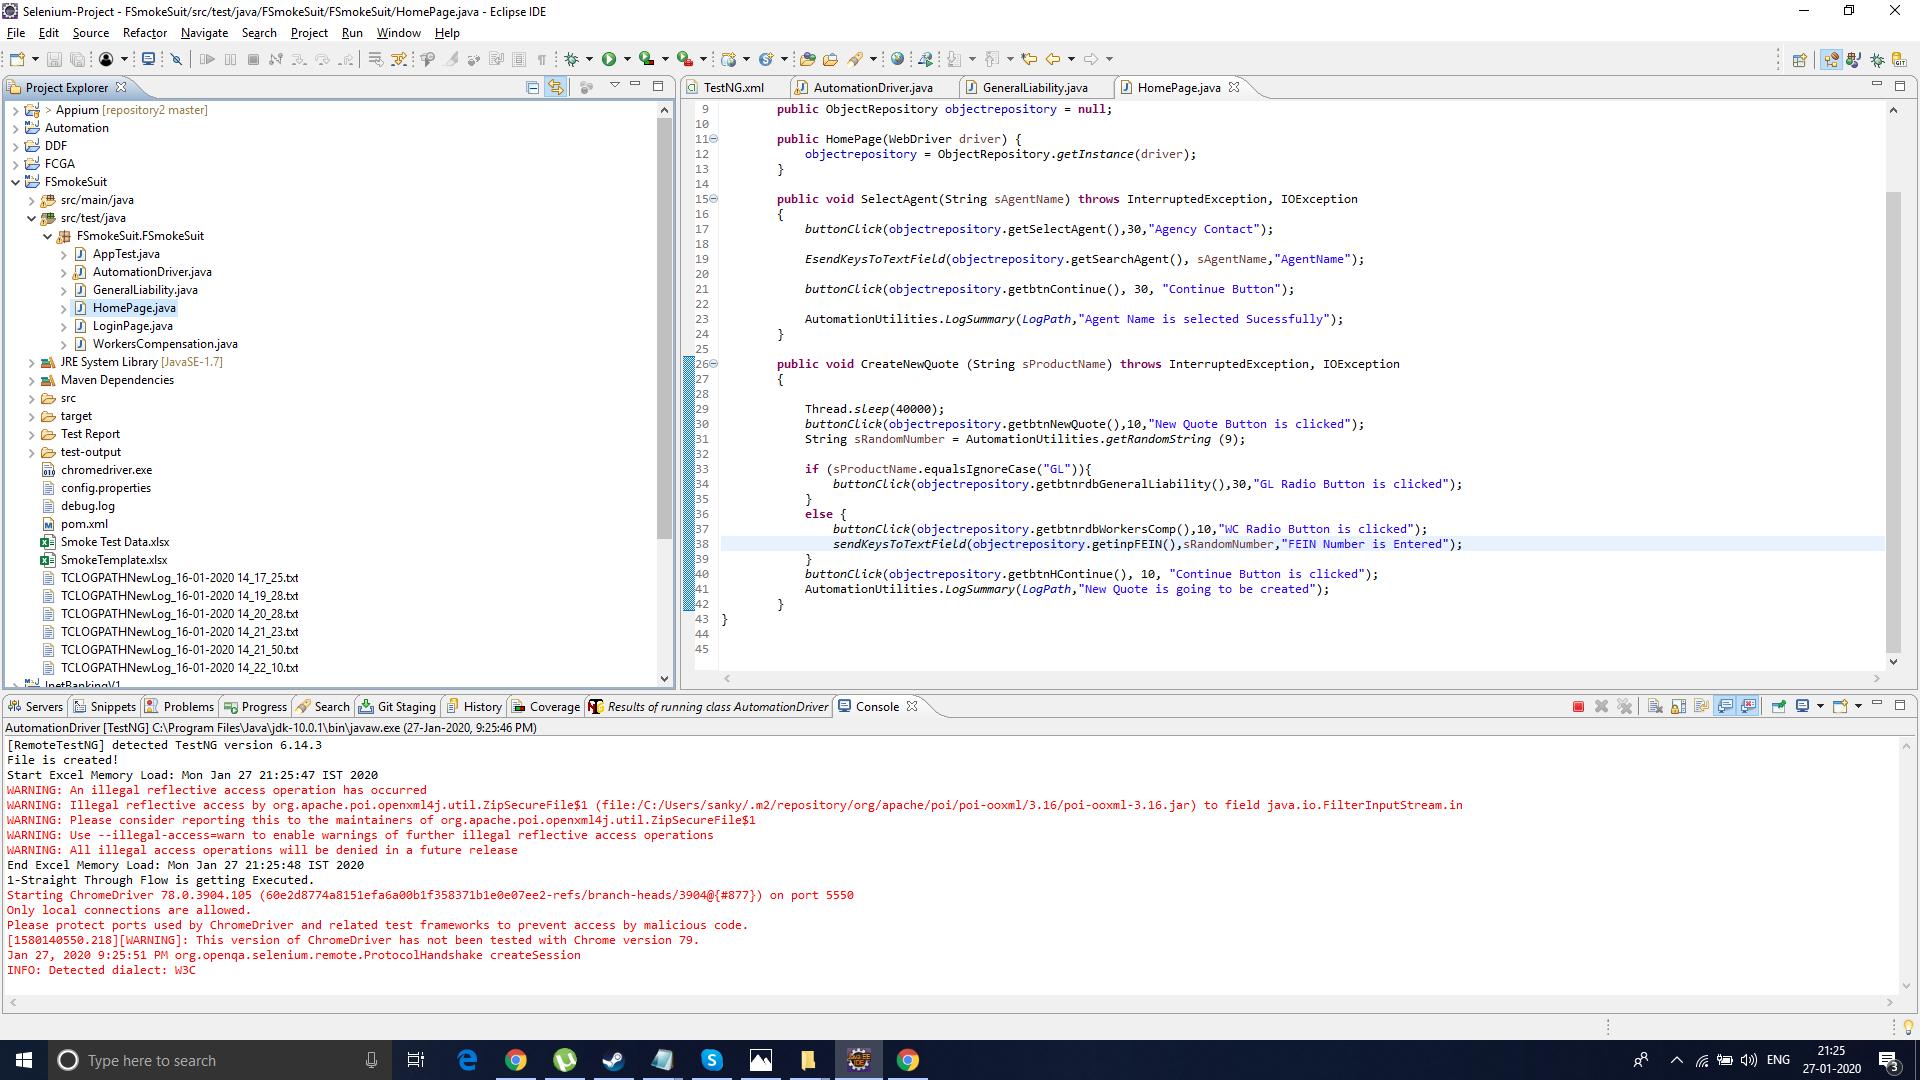 Selenium-Project - FSmokeSuit/src/test/java/FSmokeSuit/FSmokeSuit/HomePage.java - Eclipse IDE
File Edit Source Refactor Navigate Search Project Run Window Help
Project Explorer
> Appium [repository2 master]
Automation
DDF
FCGA
FSmokeSuit
src/main/java
src/test/java
FSmokeSuit.FSmokeSuit
AppTest.java
AutomationDriver.java
GeneralLiability.java
HomePage.java
LoginPage.java
WorkersCompensation.java
JRE System Library [JavaSE-1.7]
Maven Dependencies
src
target
Test Report
test-output
chromedriver.exe
config.properties
debug.log
pom.xml
Smoke Test Data.xlsx
SmokeTemplate.xlsx
TCLOGPATHNewLog_16-01-2020 14_17_25.txt
TCLOGPATHNewLog_16-01-2020 14_19_28.txt
TCLOGPATHNewLog_16-01-2020 14_20_28.txt
TCLOGPATHNewLog_16-01-2020 14_21_23.txt
TCLOGPATHNewLog_16-01-2020 14_21_50.txt
TCLOGPATHNewLog_16-01-2020 14_22_10.txt
InetBankingV1
TestNG.xml AutomationDriver.java GeneralLiability.java HomePage.java
9 public ObjectRepository objectrepository = null;
10
11 public HomePage(WebDriver driver) {
12 objectrepository = ObjectRepository.getInstance(driver);
13 }
14
15 public void SelectAgent(String sAgentName) throws InterruptedException, IOException
16 {
17 buttonClick(objectrepository.getSelectAgent(),30,"Agency Contact");
18
19 EsendKeysToTextField(objectrepository.getSearchAgent(), sAgentName,"AgentName");
20
21 buttonClick(objectrepository.getbtnContinue(), 30, "Continue Button");
22
23 AutomationUtilities.LogSummary(LogPath,"Agent Name is selected Sucessfully");
24 }
25
26 public void CreateNewQuote (String sProductName) throws InterruptedException, IOException
27 {
28
29 Thread.sleep(40000);
30 buttonClick(objectrepository.getbtnNewQuote(),10,"New Quote Button is clicked");
31 String sRandomNumber = AutomationUtilities.getRandomString (9);
32
33 if (sProductName.equalsIgnoreCase("GL")){
34 buttonClick(objectrepository.getbtnrdbGeneralLiability(),30,"GL Radio Button is clicked");
35 }
36 else {
37 buttonClick(objectrepository.getbtnrdbWorkersComp(),10,"WC Radio Button is clicked");
38 sendKeysToTextField(objectrepository.getinpFEIN(),sRandomNumber,"FEIN Number is Entered");
39 }
40 buttonClick(objectrepository.getbtnHContinue(), 10, "Continue Button is clicked");
41 AutomationUtilities.LogSummary(LogPath,"New Quote is going to be created");
42 }
43 }
44
45
Servers Snippets Problems Progress Search Git Staging History Coverage Results of running class AutomationDriver Console
AutomationDriver [TestNG] C:\Program Files\Java\jdk-10.0.1\bin\javaw.exe (27-Jan-2020, 9:25:46 PM)
[RemoteTestNG] detected TestNG version 6.14.3
File is created!
Start Excel Memory Load: Mon Jan 27 21:25:47 IST 2020
WARNING: An illegal reflective access operation has occurred
WARNING: Illegal reflective access by org.apache.poi.openxml4j.util.ZipSecureFile$1 (file:/C:/Users/sanky/.m2/repository/org/apache/poi/poi-ooxml/3.16/poi-ooxml-3.16.jar) to field java.io.FilterInputStream.in
WARNING: Please consider reporting this to the maintainers of org.apache.poi.openxml4j.util.ZipSecureFile$1
WARNING: Use --illegal-access=warn to enable warnings of further illegal reflective access operations
WARNING: All illegal access operations will be denied in a future release
End Excel Memory Load: Mon Jan 27 21:25:48 IST 2020
1-Straight Through Flow is getting Executed.
Starting ChromeDriver 78.0.3904.105 (60e2d8774a8151efa6a00b1f358371b1e0e07ee2-refs/branch-heads/3904@{#877}) on port 5550
Only local connections are allowed.
Please protect ports used by ChromeDriver and related test frameworks to prevent access by malicious code.
[1580140550.218][WARNING]: This version of ChromeDriver has not been tested with Chrome version 79.
Jan 27, 2020 9:25:51 PM org.openqa.selenium.remote.ProtocolHandshake createSession
INFO: Detected dialect: W3C
Type here to search
ENG
21:25
27-01-2020
3